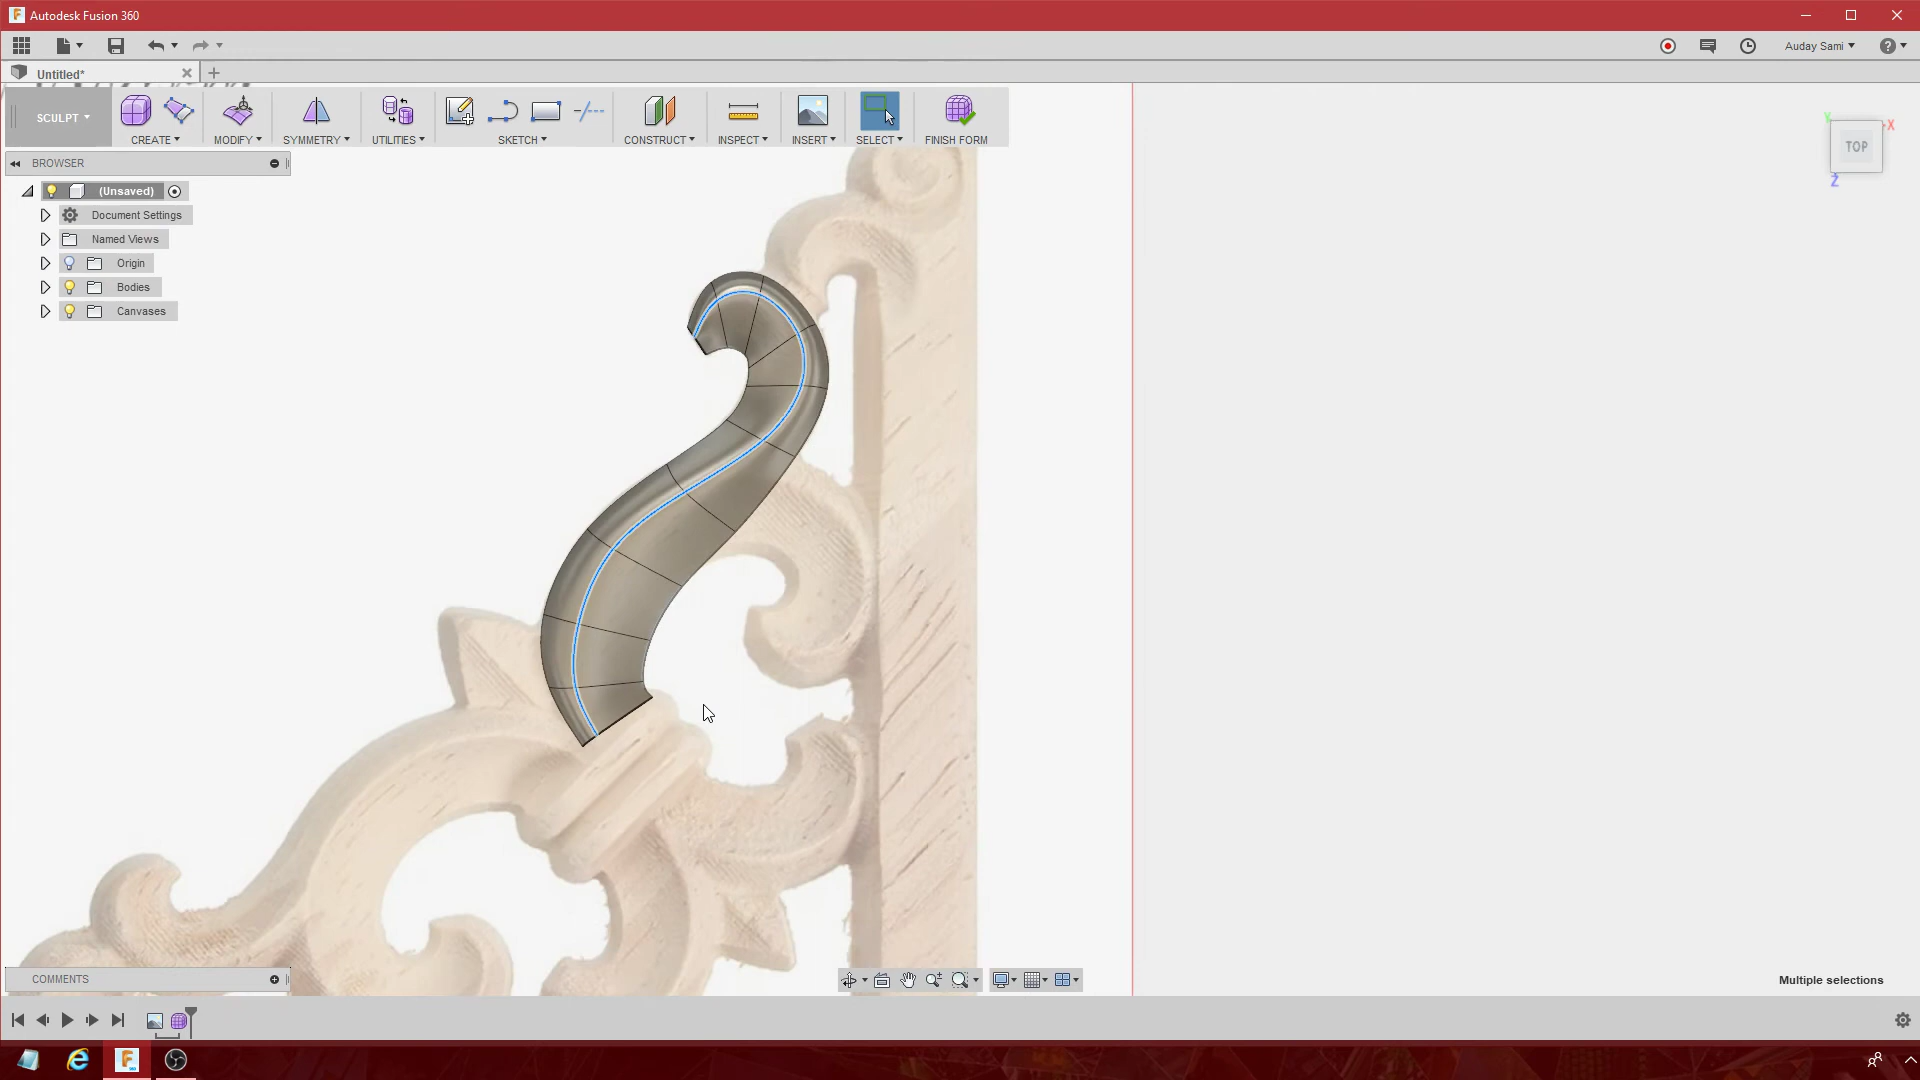 Autodesk Fusion 360
Auday Sami
Untitled*
SCULPT
CREATE
MODIFY
SYMMETRY
UTILITIES
SKETCH
CONSTRUCT
INSPECT
INSERT
SELECT
FINISH FORM
BROWSER
(Unsaved)
Document Settings
Named Views
Origin
Bodies
Canvases
Y
X
TOP
Z
COMMENTS
Multiple selections